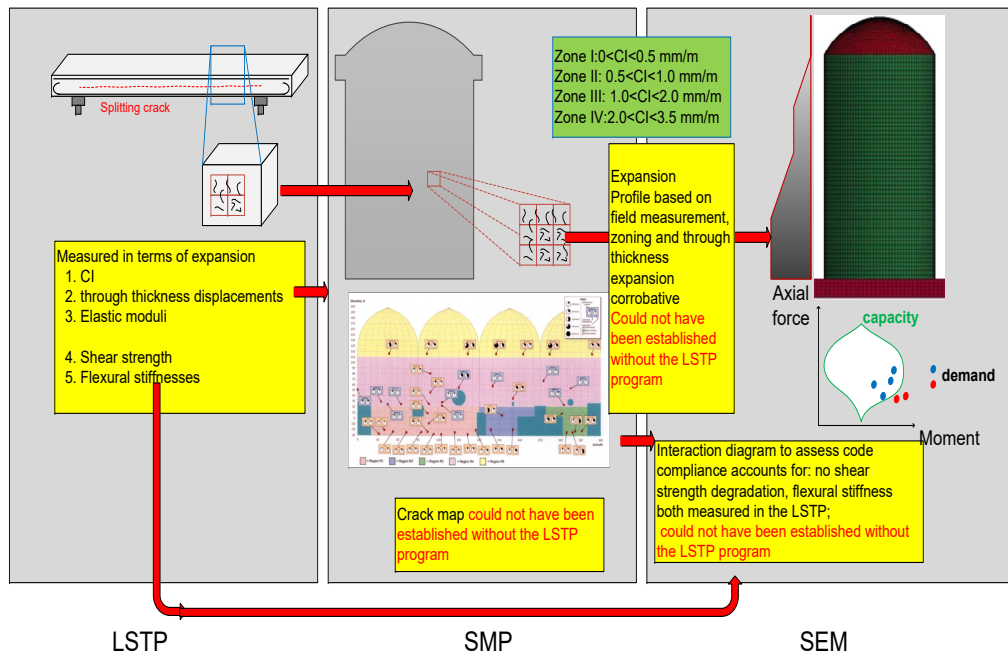 Splitting crack
Measured in terms of expansion
1. CI
2. through thickness displacements
3. Elastic moduli
4. Shear strength
5. Flexural stiffnesses
Zone I:0<CI<0.5 mm/m
Zone II: 0.5<CI<1.0 mm/m
Zone III: 1.0<CI<2.0 mm/m
Zone IV:2.0<CI<3.5 mm/m
Expansion
Profile based on
field measurement,
zoning and through
thickness
expansion
corrobative
Could not have
been established
without the LSTP
program
Crack map could not have been
established without the LSTP
program
Axial
force
capacity
demand
Moment
Interaction diagram to assess code
compliance accounts for: no shear
strength degradation, flexural stiffness
both measured in the LSTP;
could not have been established without
the LSTP program
LSTP
SMP
SEM